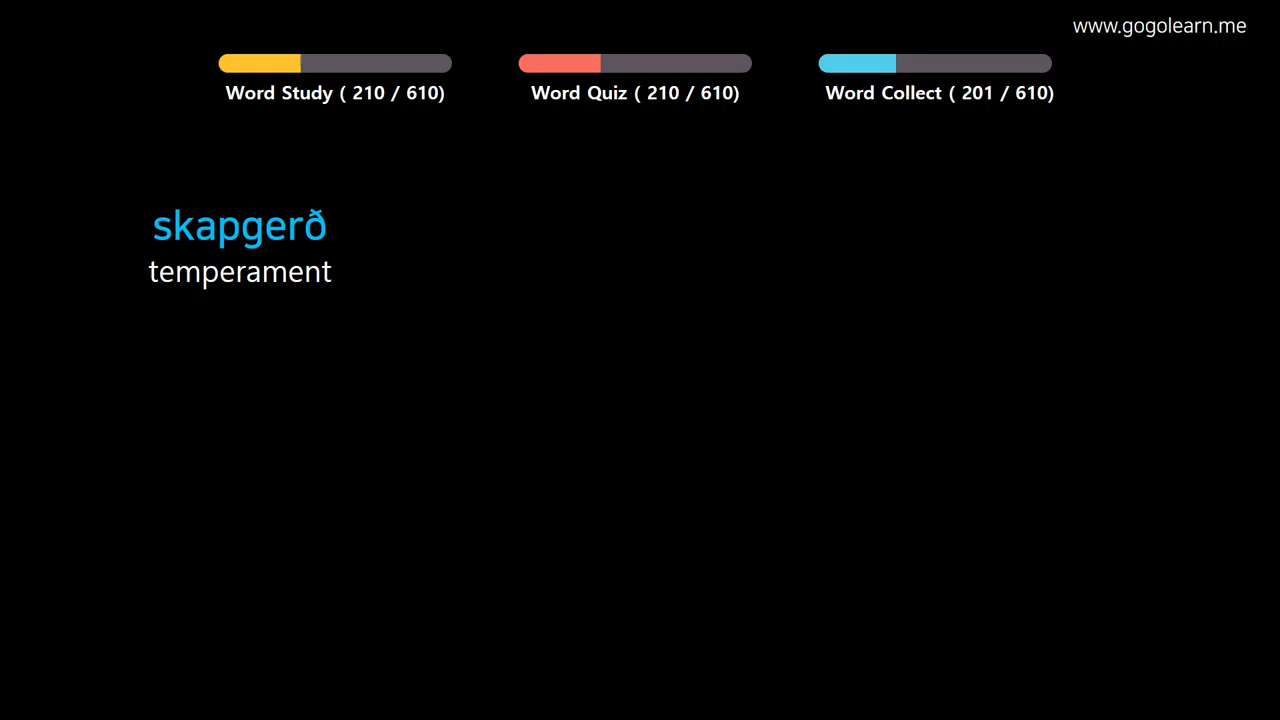 www.gogolearn.me
Word Study ( 210 / 610)
Word Quiz ( 210 / 610)
Word Collect ( 201 / 610)
skapgerð
temperament